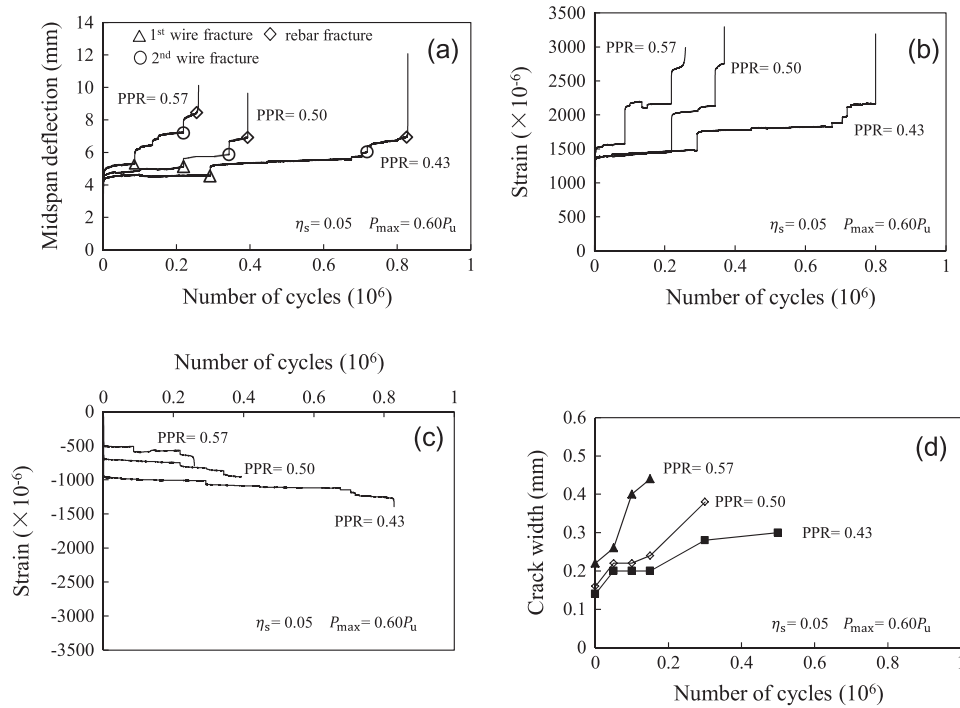 14
12
10
8
6
4
2
0
Midspan deflection (mm)
1st wire fracture
rebar fracture
2nd wire fracture
(a)
PPR= 0.57
PPR= 0.50
PPR= 0.43
ηs= 0.05 Pmax= 0.60Pu
0 0.2 0.4 0.6 0.8 1
Number of cycles (10⁶)
3500
3000
2500
2000
1500
1000
500
0
Strain (×10⁻⁶)
(b)
PPR= 0.57
PPR= 0.50
PPR= 0.43
ηs= 0.05 Pmax= 0.60Pu
0 0.2 0.4 0.6 0.8 1
Number of cycles (10⁶)
Number of cycles (10⁶)
0 0.2 0.4 0.6 0.8 1
0
-500
-1000
-1500
-2000
-2500
-3000
-3500
Strain (×10⁻⁶)
(c)
PPR= 0.57
PPR= 0.50
PPR= 0.43
ηs= 0.05 Pmax= 0.60Pu
0.6
0.5
0.4
0.3
0.2
0.1
0
Crack width (mm)
(d)
PPR= 0.57
PPR= 0.50
PPR= 0.43
ηs= 0.05 Pmax= 0.60Pu
0 0.2 0.4 0.6 0.8 1
Number of cycles (10⁶)